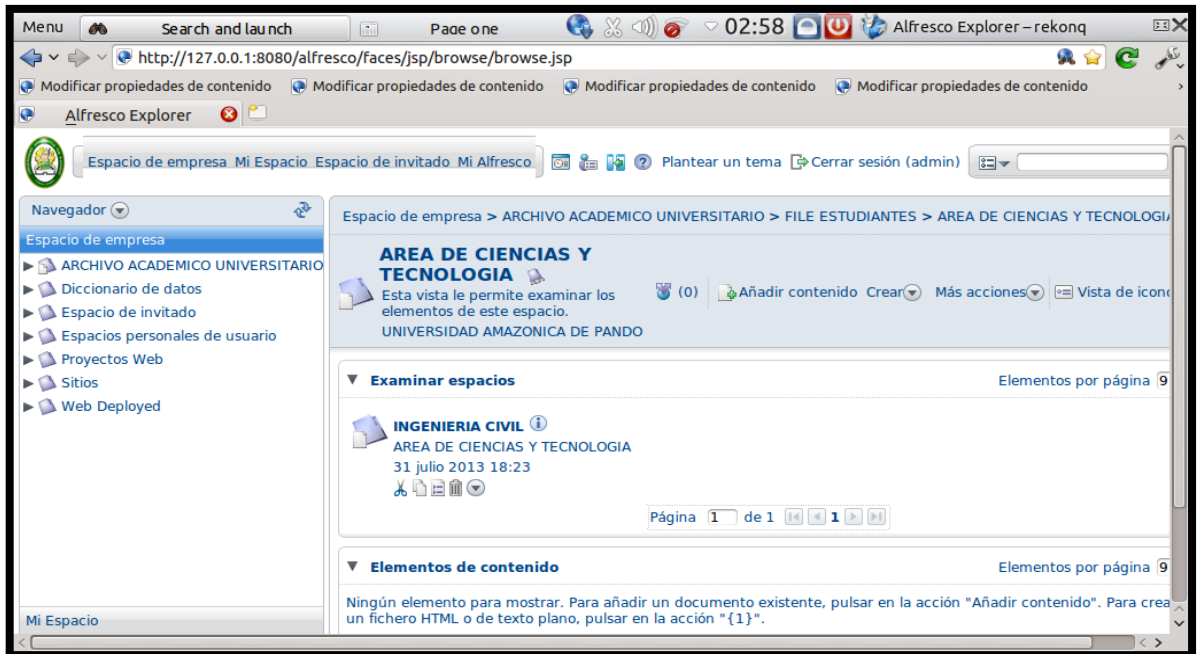 Menu Search and launch Page one 02:58 Alfresco Explorer – rekonq
http://127.0.0.1:8080/alfresco/faces/jsp/browse/browse.jsp
Modificar propiedades de contenido Modificar propiedades de contenido Modificar propiedades de contenido Modificar propiedades de contenido
Alfresco Explorer
Espacio de empresa Mi Espacio Espacio de invitado Mi Alfresco Plantear un tema Cerrar sesión (admin)
Navegador
Espacio de empresa
ARCHIVO ACADEMICO UNIVERSITARIO
Diccionario de datos
Espacio de invitado
Espacios personales de usuario
Proyectos Web
Sitios
Web Deployed
Mi Espacio
Espacio de empresa > ARCHIVO ACADEMICO UNIVERSITARIO > FILE ESTUDIANTES > AREA DE CIENCIAS Y TECNOLOGIA
AREA DE CIENCIAS Y
TECNOLOGIA
Esta vista le permite examinar los
elementos de este espacio.
UNIVERSIDAD AMAZONICA DE PANDO
(0) Añadir contenido Crear Más acciones Vista de icono
Examinar espacios Elementos por página 9
INGENIERIA CIVIL
AREA DE CIENCIAS Y TECNOLOGIA
31 julio 2013 18:23
Página 1 de 1 1
Elementos de contenido Elementos por página 9
Ningún elemento para mostrar. Para añadir un documento existente, pulsar en la acción "Añadir contenido". Para crea
un fichero HTML o de texto plano, pulsar en la acción "{1}".